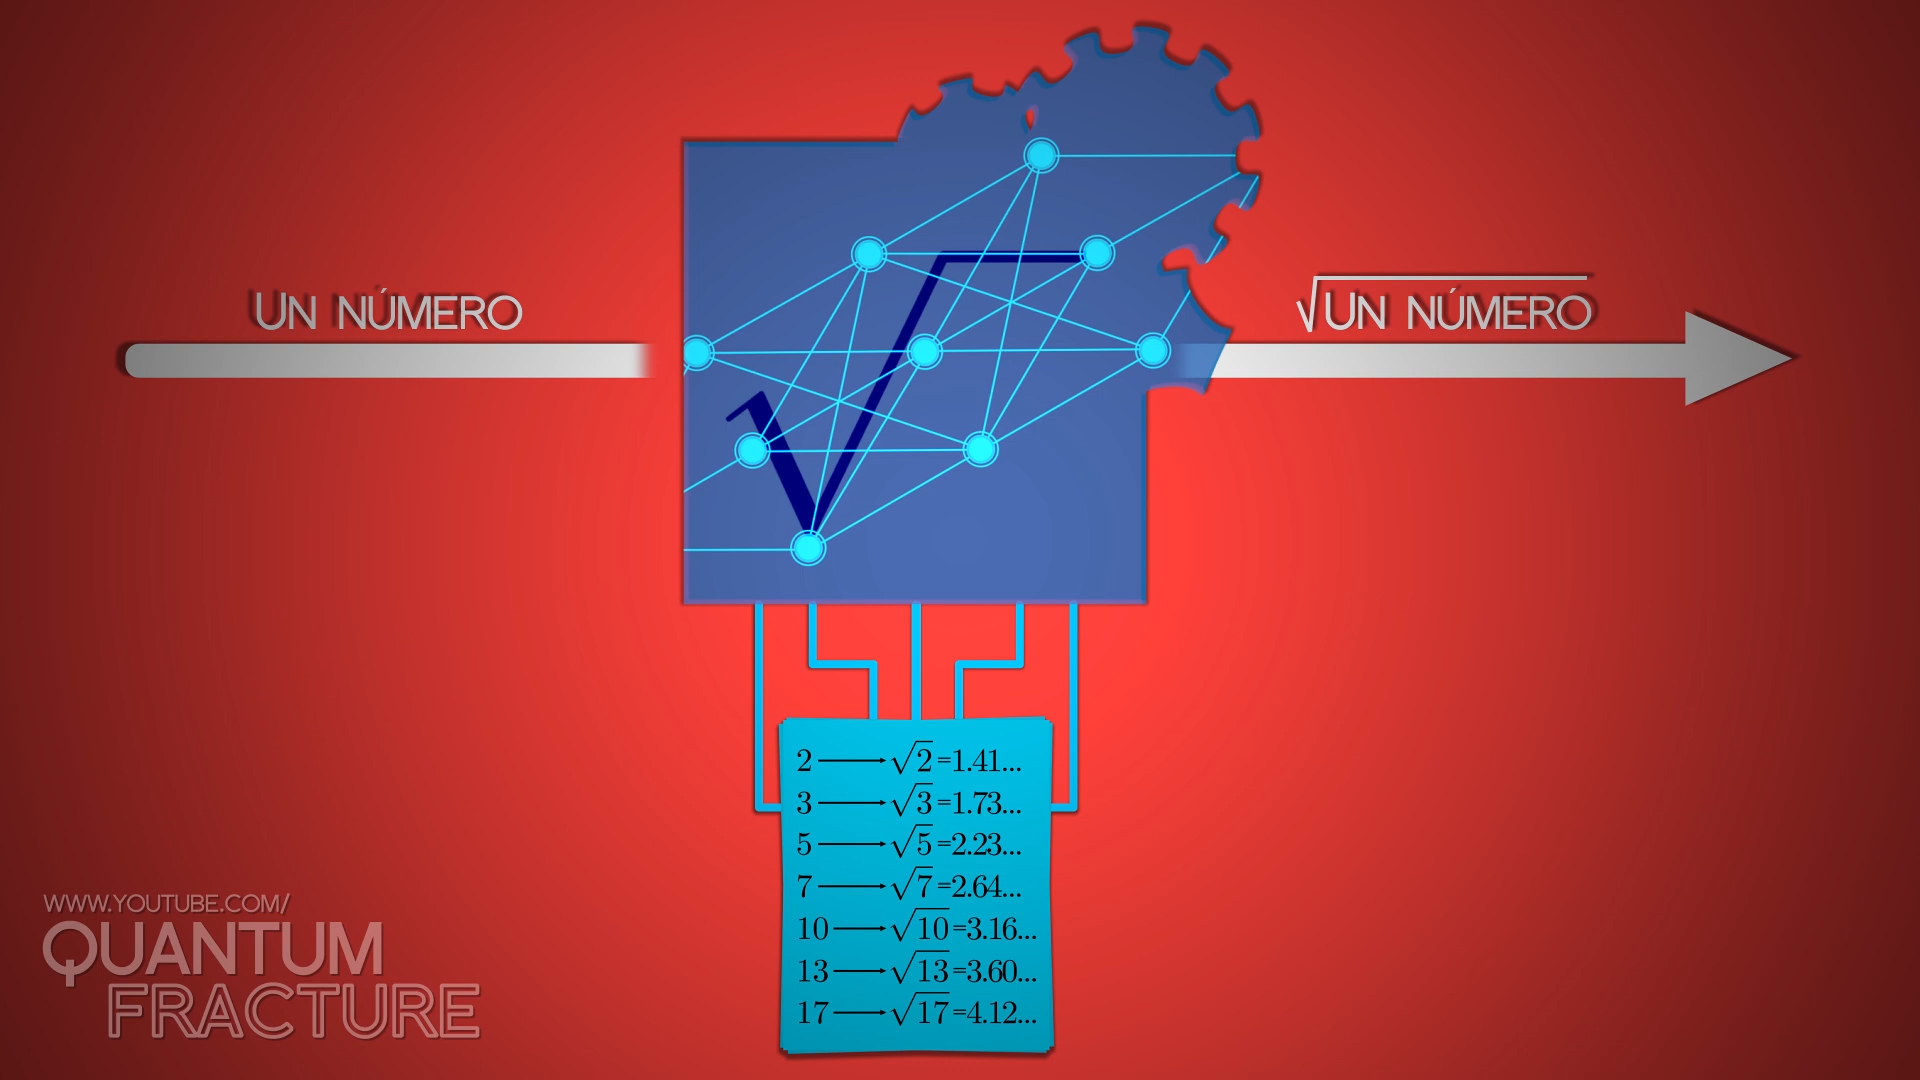 UN NÚMERO
√UN NÚMERO
√
2 ⟶ √2 =1.41...
3 ⟶ √3 =1.73...
5 ⟶ √5 =2.23...
7 ⟶ √7 =2.64...
10 ⟶ √10 =3.16...
13 ⟶ √13 =3.60...
17 ⟶ √17 =4.12...
WWW.YOUTUBE.COM/
QUANTUM
FRACTURE